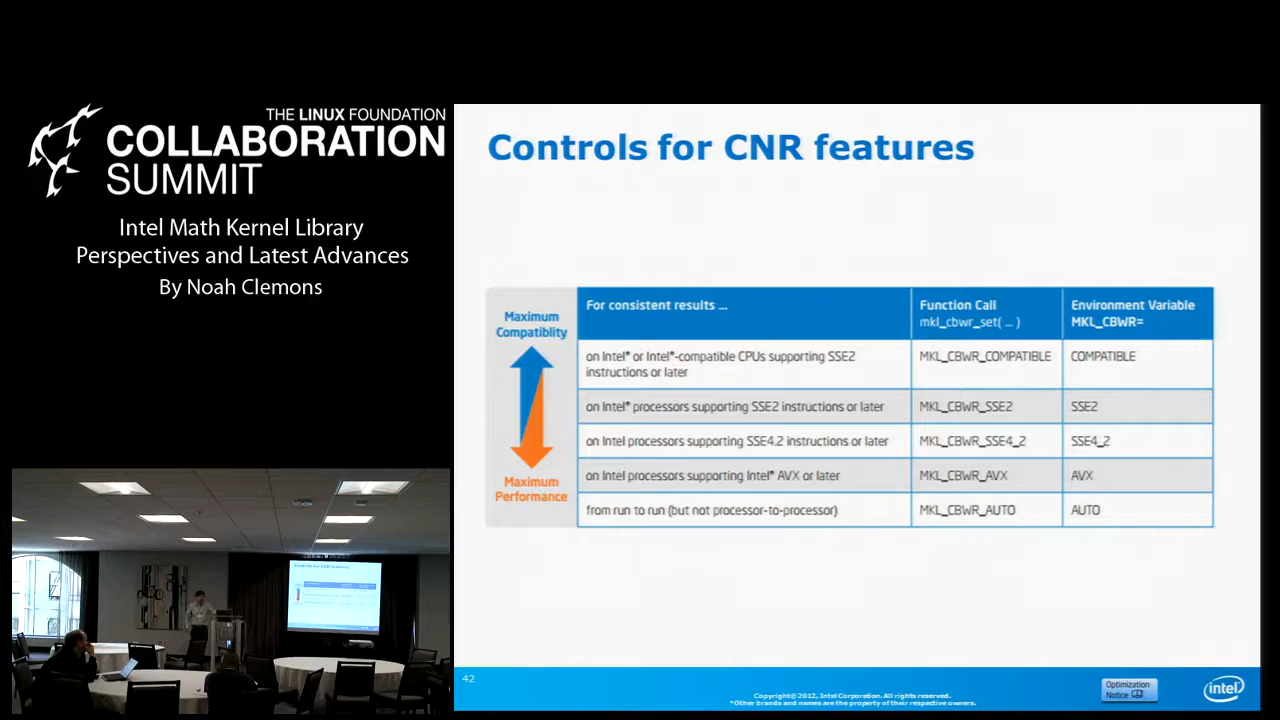 THE LINUX FOUNDATION
COLLABORATION
SUMMIT
Intel Math Kernel Library
Perspectives and Latest Advances
By Noah Clemons
Controls for CNR features
Maximum
Compatiblity
Maximum
Performance
For consistent results ...
Function Call
mkl_cbwr_set( ... )
Environment Variable
MKL_CBWR=
on Intel® or Intel®-compatible CPUs supporting SSE2
instructions or later
MKL_CBWR_COMPATIBLE
COMPATIBLE
on Intel® processors supporting SSE2 instructions or later
MKL_CBWR_SSE2
SSE2
on Intel processors supporting SSE4.2 instructions or later
MKL_CBWR_SSE4_2
SSE4_2
on Intel processors supporting Intel® AVX or later
MKL_CBWR_AVX
AVX
from run to run (but not processor-to-processor)
MKL_CBWR_AUTO
AUTO
Controls for CNR features
42
Copyright© 2012, Intel Corporation. All rights reserved.
*Other brands and names are the property of their respective owners.
Optimization
Notice
intel